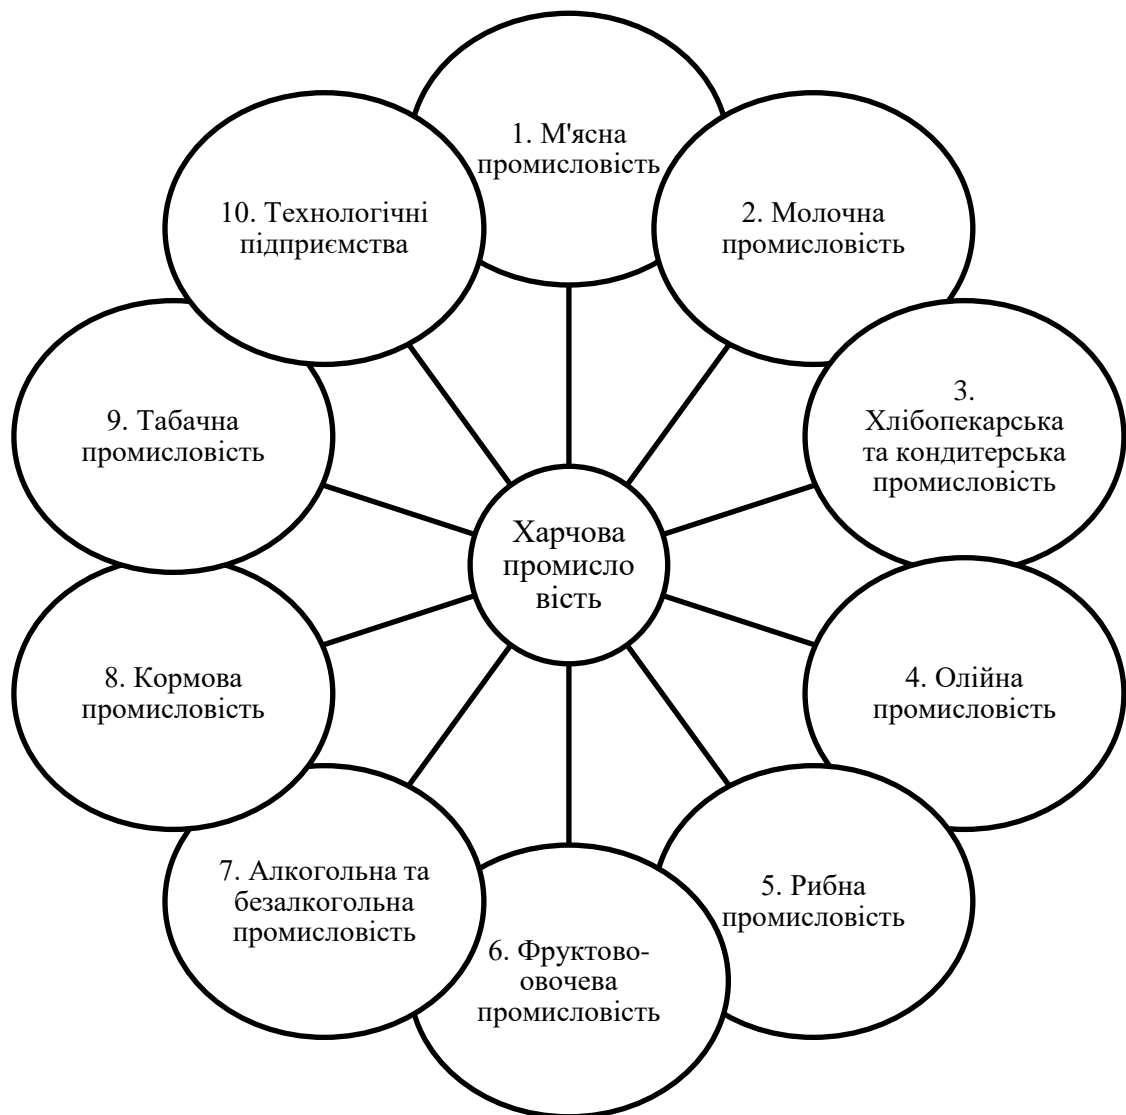 1. М'ясна
промисловість
2. Молочна
промисловість
3.
Хлібопекарська
та кондитерська
промисловість
4. Олійна
промисловість
5. Рибна
промисловість
6. Фруктово-
овочева
промисловість
7. Алкогольна та
безалкогольна
промисловість
8. Кормова
промисловість
9. Табачна
промисловість
10. Технологічні
підприємства
Харчова
промисло
вість